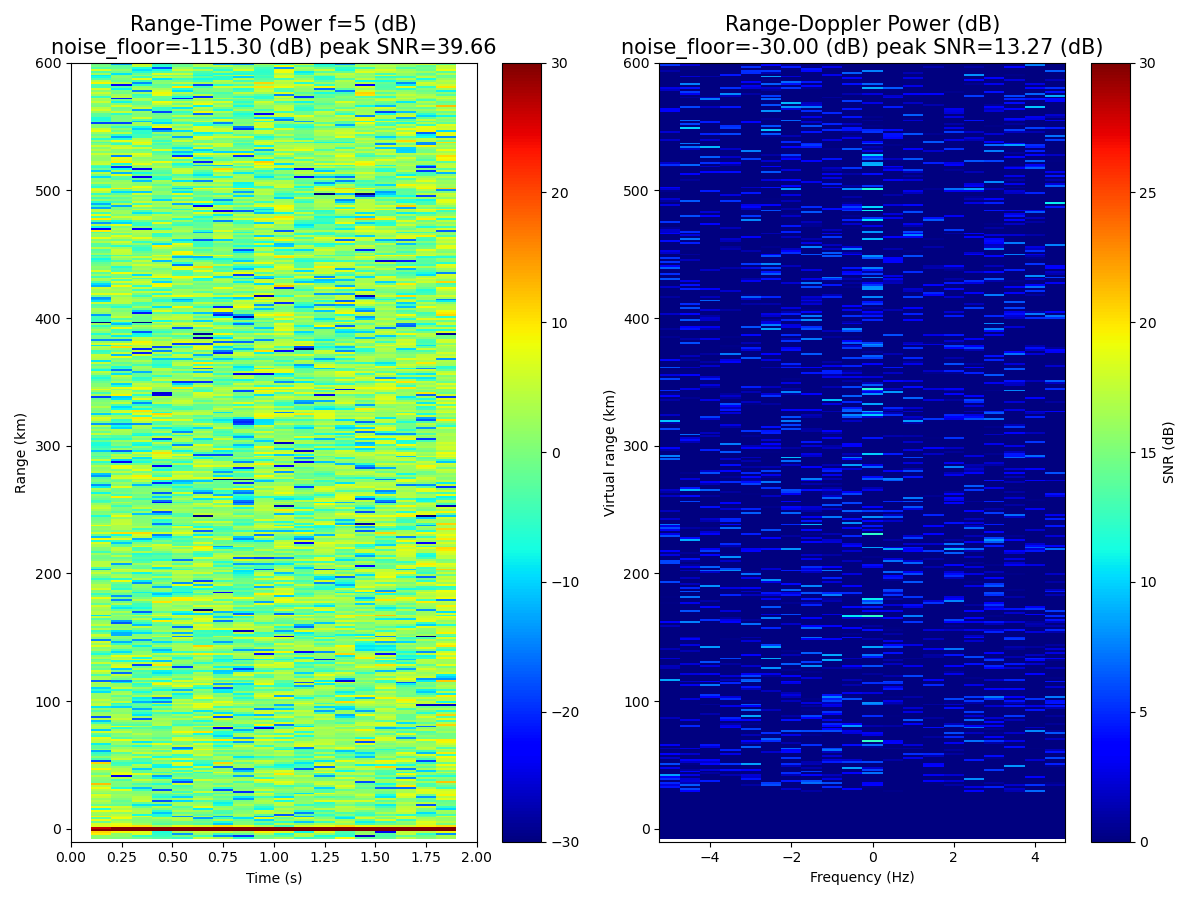 Range-Time Power f=5 (dB)
noise_floor=-115.30 (dB) peak SNR=39.66
600
500
400
300
200
100
0
Range (km)
0.00 0.25 0.50 0.75 1.00 1.25 1.50 1.75 2.00
Time (s)
30
20
10
0
−10
−20
−30
Range-Doppler Power (dB)
noise_floor=-30.00 (dB) peak SNR=13.27 (dB)
600
500
400
300
200
100
0
Virtual range (km)
−4 −2 0 2 4
Frequency (Hz)
30
25
20
15
10
5
0
SNR (dB)